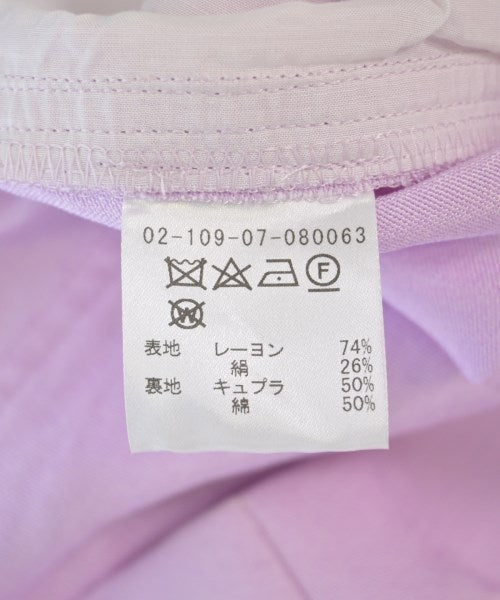 02-109-07-080063
F
W
表地 レーヨン 74%
絹 26%
裏地 キュプラ 50%
綿 50%